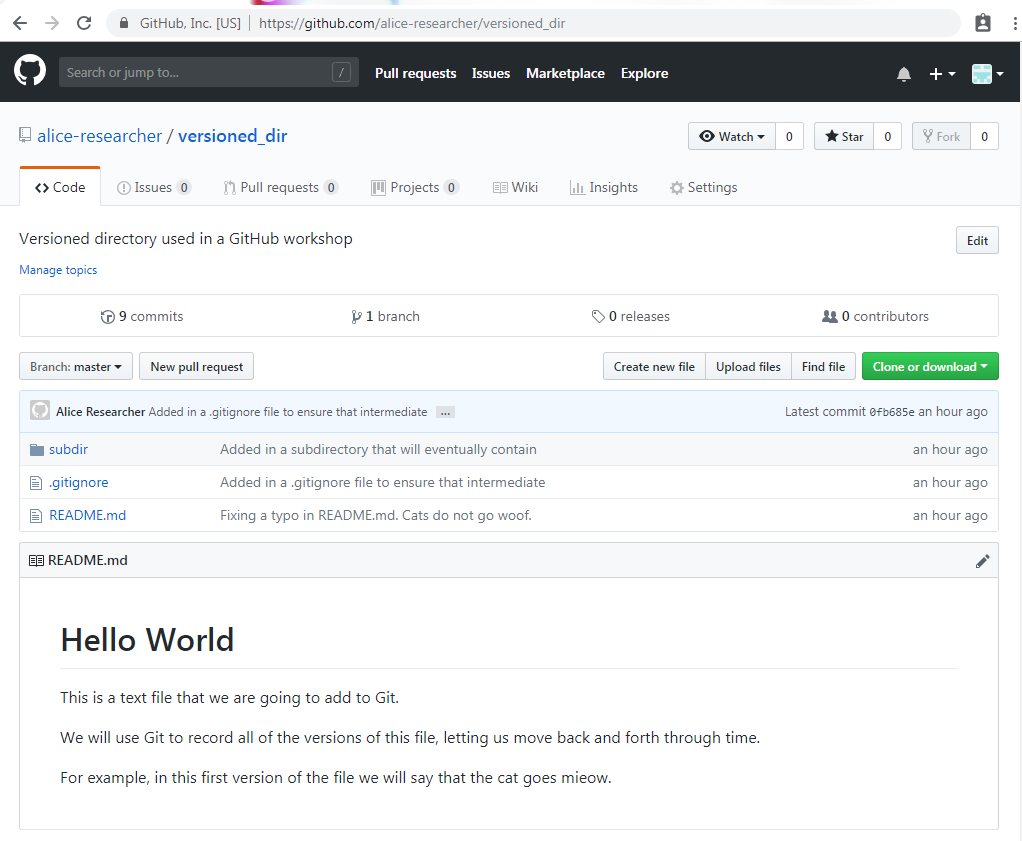 GitHub, Inc. [US] | https://github.com/alice-researcher/versioned_dir
Search or jump to... / Pull requests Issues Marketplace Explore
alice-researcher / versioned_dir Watch 0 Star 0 Fork 0
Code Issues 0 Pull requests 0 Projects 0 Wiki Insights Settings
Versioned directory used in a GitHub workshop Edit
Manage topics
9 commits 1 branch 0 releases 0 contributors
Branch: master New pull request Create new file Upload files Find file Clone or download
Alice Researcher Added in a .gitignore file to ensure that intermediate ... Latest commit 0fb685e an hour ago
subdir Added in a subdirectory that will eventually contain an hour ago
.gitignore Added in a .gitignore file to ensure that intermediate an hour ago
README.md Fixing a typo in README.md. Cats do not go woof. an hour ago
README.md
Hello World
This is a text file that we are going to add to Git.
We will use Git to record all of the versions of this file, letting us move back and forth through time.
For example, in this first version of the file we will say that the cat goes mieow.